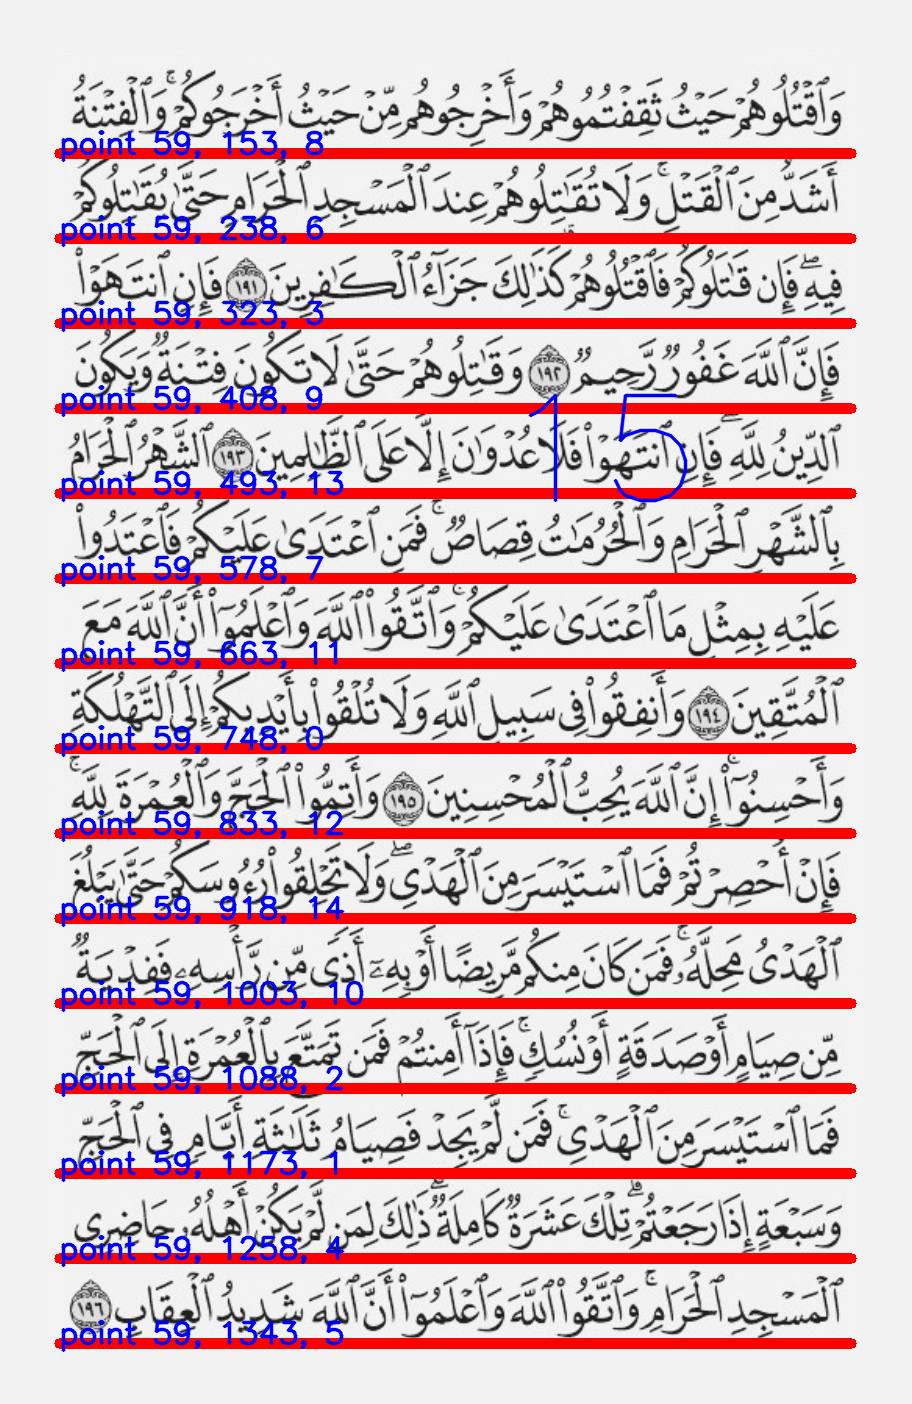 وَٱقْتُلُوهُمْ حَيْثُ ثَقِفْتُمُوهُمْ وَأَخْرِجُوهُم مِّنْ حَيْثُ أَخْرَجُوكُمْ ۚ وَٱلْفِتْنَةُ
point 59, 153, 8
أَشَدُّ مِنَ ٱلْقَتْلِ ۚ وَلَا تُقَٰتِلُوهُمْ عِندَ ٱلْمَسْجِدِ ٱلْحَرَامِ حَتَّىٰ يُقَٰتِلُوكُمْ
point 59, 238, 6
فِيهِ ۖ فَإِن قَٰتَلُوكُمْ فَٱقْتُلُوهُمْ كَذَٰلِكَ جَزَآءُ ٱلْكَٰفِرِينَ ١٩١ فَإِنِ ٱنتَهَوْا۟
point 59, 323, 3
فَإِنَّ ٱللَّهَ غَفُورٌ رَّحِيمٌ ١٩٢ وَقَٰتِلُوهُمْ حَتَّىٰ لَا تَكُونَ فِتْنَةٌ وَيَكُونَ
point 59, 408, 9
15
ٱلدِّينُ لِلَّهِ ۖ فَإِنِ ٱنتَهَوْا۟ فَلَا عُدْوَٰنَ إِلَّا عَلَى ٱلظَّٰلِمِينَ ١٩٣ ٱلشَّهْرُ ٱلْحَرَامُ
point 59, 493, 13
بِٱلشَّهْرِ ٱلْحَرَامِ وَٱلْحُرُمَٰتُ قِصَاصٌ ۚ فَمَنِ ٱعْتَدَىٰ عَلَيْكُمْ فَٱعْتَدُوا۟
point 59, 578, 7
عَلَيْهِ بِمِثْلِ مَا ٱعْتَدَىٰ عَلَيْكُمْ ۚ وَٱتَّقُوا۟ ٱللَّهَ وَٱعْلَمُوٓا۟ أَنَّ ٱللَّهَ مَعَ
point 59, 663, 11
ٱلْمُتَّقِينَ ١٩٤ وَأَنفِقُوا۟ فِى سَبِيلِ ٱللَّهِ وَلَا تُلْقُوا۟ بِأَيْدِيكُمْ إِلَى ٱلتَّهْلُكَةِ
point 59, 748, 0
وَأَحْسِنُوٓا۟ ۛ إِنَّ ٱللَّهَ يُحِبُّ ٱلْمُحْسِنِينَ ١٩٥ وَأَتِمُّوا۟ ٱلْحَجَّ وَٱلْعُمْرَةَ لِلَّهِ ۚ
point 59, 833, 12
فَإِنْ أُحْصِرْتُمْ فَمَا ٱسْتَيْسَرَ مِنَ ٱلْهَدْىِ ۖ وَلَا تَحْلِقُوا۟ رُءُوسَكُمْ حَتَّىٰ يَبْلُغَ
point 59, 918, 14
ٱلْهَدْىُ مَحِلَّهُۥ ۚ فَمَن كَانَ مِنكُم مَّرِيضًا أَوْ بِهِۦٓ أَذًى مِّن رَّأْسِهِۦ فَفِدْيَةٌ
point 59, 1003, 10
مِّن صِيَامٍ أَوْ صَدَقَةٍ أَوْ نُسُكٍ ۚ فَإِذَآ أَمِنتُمْ فَمَن تَمَتَّعَ بِٱلْعُمْرَةِ إِلَى ٱلْحَجِّ
point 59, 1088, 2
فَمَا ٱسْتَيْسَرَ مِنَ ٱلْهَدْىِ ۚ فَمَن لَّمْ يَجِدْ فَصِيَامُ ثَلَٰثَةِ أَيَّامٍ فِى ٱلْحَجِّ
point 59, 1173, 1
وَسَبْعَةٍ إِذَا رَجَعْتُمْ ۗ تِلْكَ عَشَرَةٌ كَامِلَةٌ ۗ ذَٰلِكَ لِمَن لَّمْ يَكُنْ أَهْلُهُۥ حَاضِرِى
point 59, 1258, 4
ٱلْمَسْجِدِ ٱلْحَرَامِ ۚ وَٱتَّقُوا۟ ٱللَّهَ وَٱعْلَمُوٓا۟ أَنَّ ٱللَّهَ شَدِيدُ ٱلْعِقَابِ ١٩٦
point 59, 1343, 5